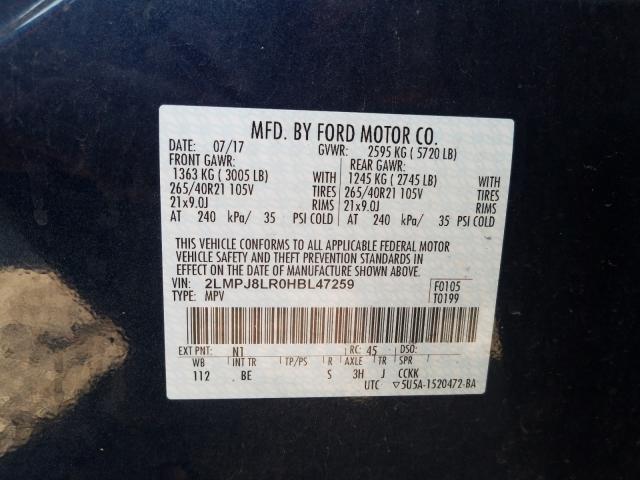 MFD. BY FORD MOTOR CO.
DATE: 07/17 GVWR: 2595 KG ( 5720 LB)
FRONT GAWR: REAR GAWR:
1363 KG ( 3005 LB) WITH 1245 KG ( 2745 LB) WITH
265/40R21 105V TIRES 265/40R21 105V TIRES
21x9.0J RIMS 21x9.0J RIMS
AT 240 kPa/ 35 PSI COLD AT 240 kPa/ 35 PSI COLD
THIS VEHICLE CONFORMS TO ALL APPLICABLE FEDERAL MOTOR
VEHICLE SAFETY AND THEFT PREVENTION STANDARDS IN
EFFECT ON THE DATE OF MANUFACTURE SHOWN ABOVE.
VIN: 2LMPJ8LR0HBL47259 F0105
TYPE: MPV T0199
EXT PNT: N1 RC: 45 DSO:
WB INT TR TP/PS R AXLE TR SPR
112 BE S 3H J CCKK
UTC ▽5U5A-1520472-BA